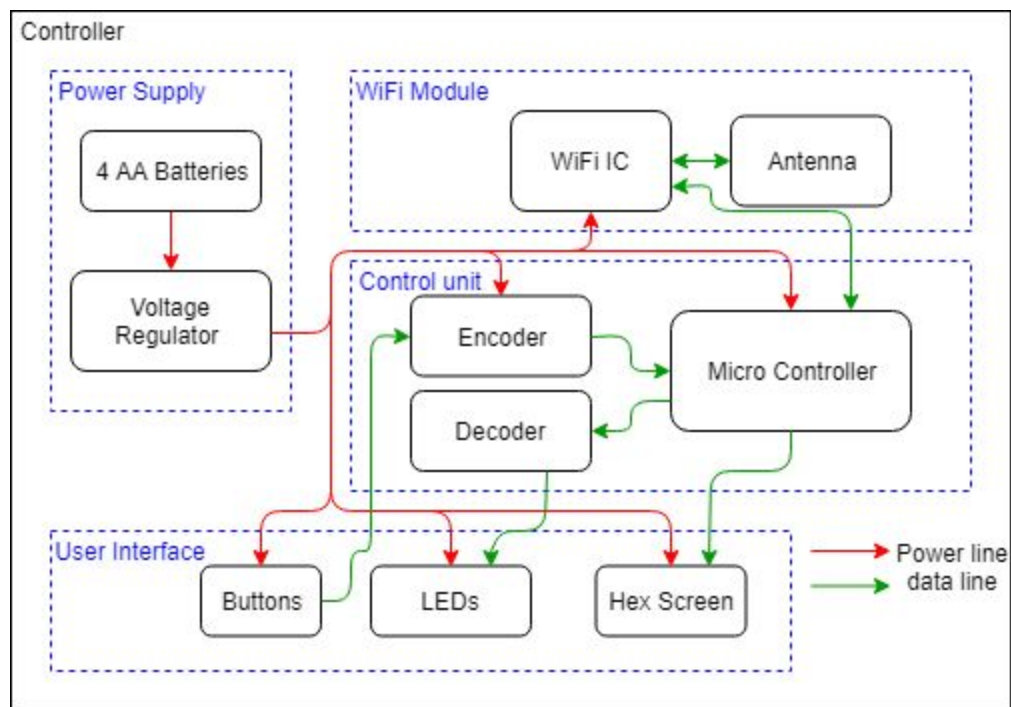 Controller
Power Supply
4 AA Batteries
Voltage
Regulator
WiFi Module
WiFi IC
Antenna
Control unit
Encoder
Micro Controller
Decoder
User Interface
Buttons
LEDs
Hex Screen
Power line
data line